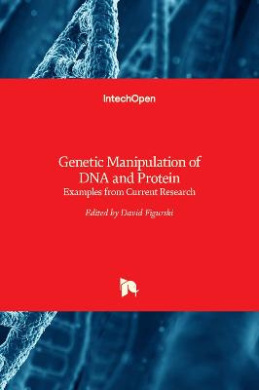 IntechOpen
Genetic Manipulation of
DNA and Protein
Examples from Current Research
Edited by David Figurski